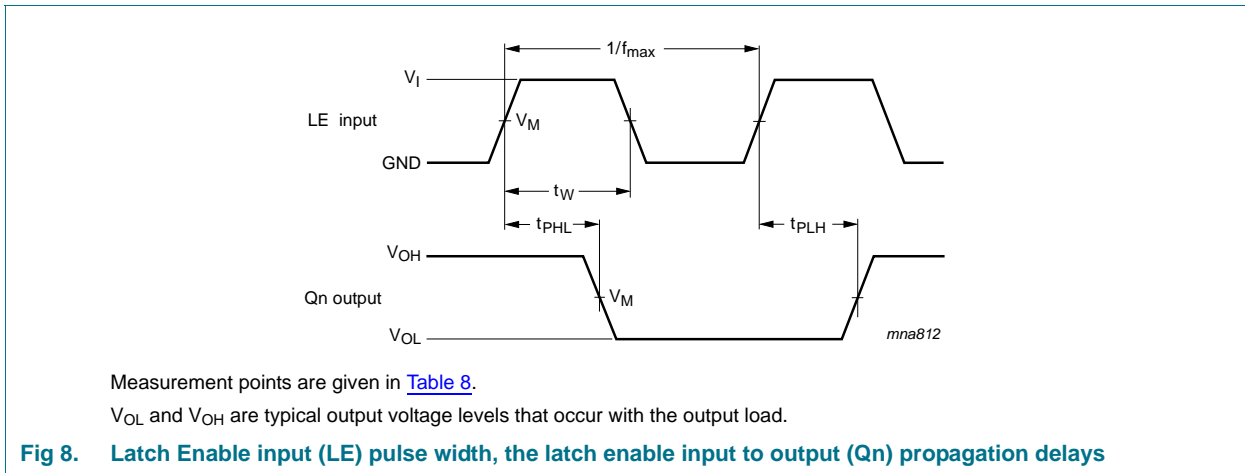 1/fmax
VI
LE input
VM
GND
tW
tPHL
tPLH
VOH
Qn output
VM
VOL
mna812
Measurement points are given in Table 8.
VOL and VOH are typical output voltage levels that occur with the output load.
Fig 8. Latch Enable input (LE) pulse width, the latch enable input to output (Qn) propagation delays